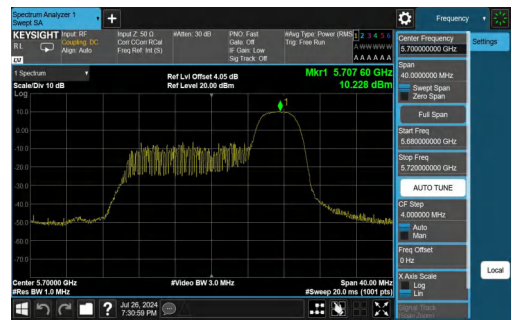 Spectrum Analyzer 1
Swept SA
+
Frequency
KEYSIGHT
RL
LV
Input: RF
Coupling: DC
Align: Auto
Input Z: 50 Ω
Corr CCorr RCal
Freq Ref: Int (S)
#Atten: 30 dB
PNO: Fast
Gate: Off
IF Gain: Low
Sig Track: Off
#Avg Type: Power (RMS
Trig: Free Run
1 2 3 4 5 6
A W W W W W
A A A A A A
1 Spectrum
Scale/Div 10 dB
Log
Ref Lvl Offset 4.05 dB
Ref Level 20.00 dBm
Mkr1 5.707 60 GHz
10.228 dBm
1
10.0
0.00
-10.0
-20.0
-30.0
-40.0
-50.0
-60.0
-70.0
Center 5.70000 GHz
#Res BW 1.0 MHz
#Video BW 3.0 MHz
Span 40.00 MHz
#Sweep 20.0 ms (1001 pts)
Center Frequency
5.700000000 GHz
Span
40.0000000 MHz
Swept Span
Zero Span
Full Span
Start Freq
5.680000000 GHz
Stop Freq
5.720000000 GHz
AUTO TUNE
CF Step
4.000000 MHz
Auto
Man
Freq Offset
0 Hz
X Axis Scale
Log
Lin
Signal Track
Settings
Local
?
Jul 26, 2024
7:30:59 PM